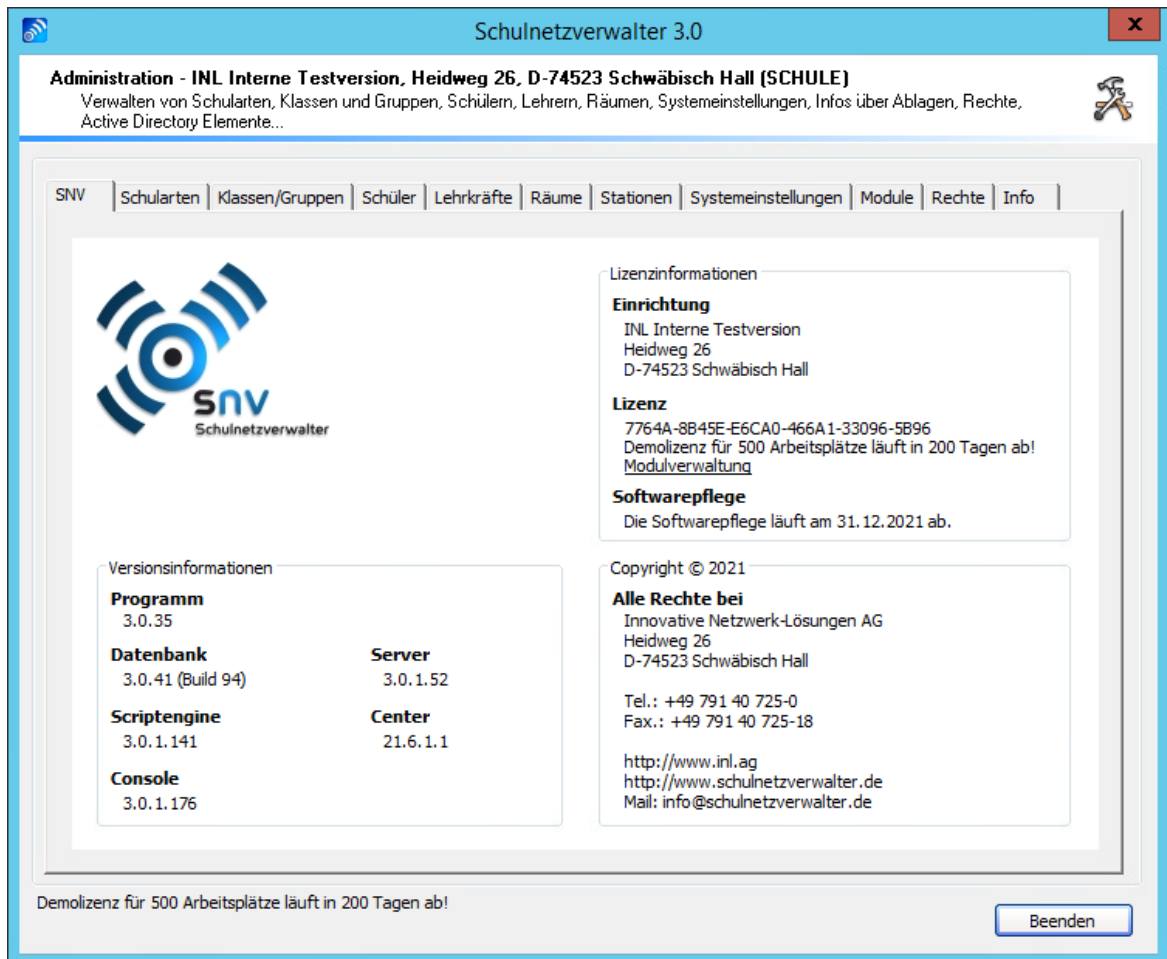 Schulnetzverwalter 3.0
x
Administration - INL Interne Testversion, Heidweg 26, D-74523 Schwäbisch Hall (SCHULE)
Verwalten von Schularten, Klassen und Gruppen, Schülern, Lehrern, Räumen, Systemeinstellungen, Infos über Ablagen, Rechte,
Active Directory Elemente...
SNV Schularten Klassen/Gruppen Schüler Lehrkräfte Räume Stationen Systemeinstellungen Module Rechte Info
snv
Schulnetzverwalter
Lizenzinformationen
Einrichtung
INL Interne Testversion
Heidweg 26
D-74523 Schwäbisch Hall
Lizenz
7764A-8B45E-E6CA0-466A1-33096-5B96
Demolizenz für 500 Arbeitsplätze läuft in 200 Tagen ab!
Modulverwaltung
Softwarepflege
Die Softwarepflege läuft am 31.12.2021 ab.
Versionsinformationen
Programm
3.0.35
Datenbank Server
3.0.41 (Build 94) 3.0.1.52
Scriptengine Center
3.0.1.141 21.6.1.1
Console
3.0.1.176
Copyright © 2021
Alle Rechte bei
Innovative Netzwerk-Lösungen AG
Heidweg 26
D-74523 Schwäbisch Hall
Tel.: +49 791 40 725-0
Fax.: +49 791 40 725-18
http://www.inl.ag
http://www.schulnetzverwalter.de
Mail: info@schulnetzverwalter.de
Demolizenz für 500 Arbeitsplätze läuft in 200 Tagen ab!
Beenden